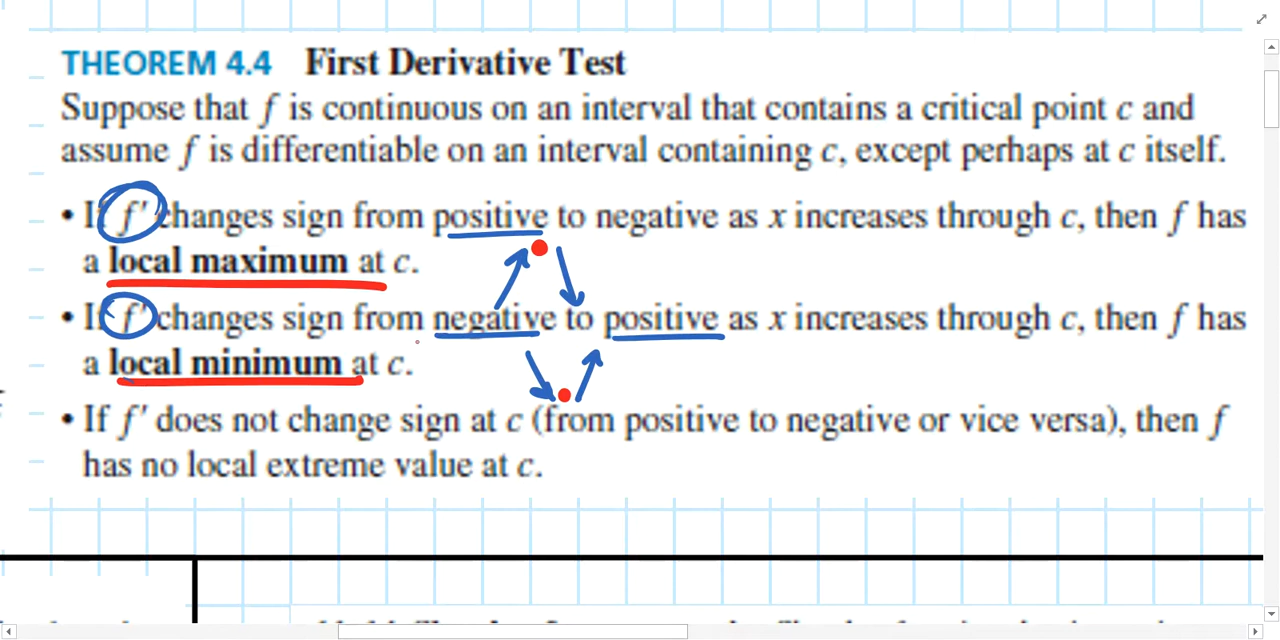 THEOREM 4.4 First Derivative Test
Suppose that f is continuous on an interval that contains a critical point c and
assume f is differentiable on an interval containing c, except perhaps at c itself.
• If f′ changes sign from positive to negative as x increases through c, then f has
a local maximum at c.
• If f′ changes sign from negative to positive as x increases through c, then f has
a local minimum at c.
• If f′ does not change sign at c (from positive to negative or vice versa), then f
has no local extreme value at c.